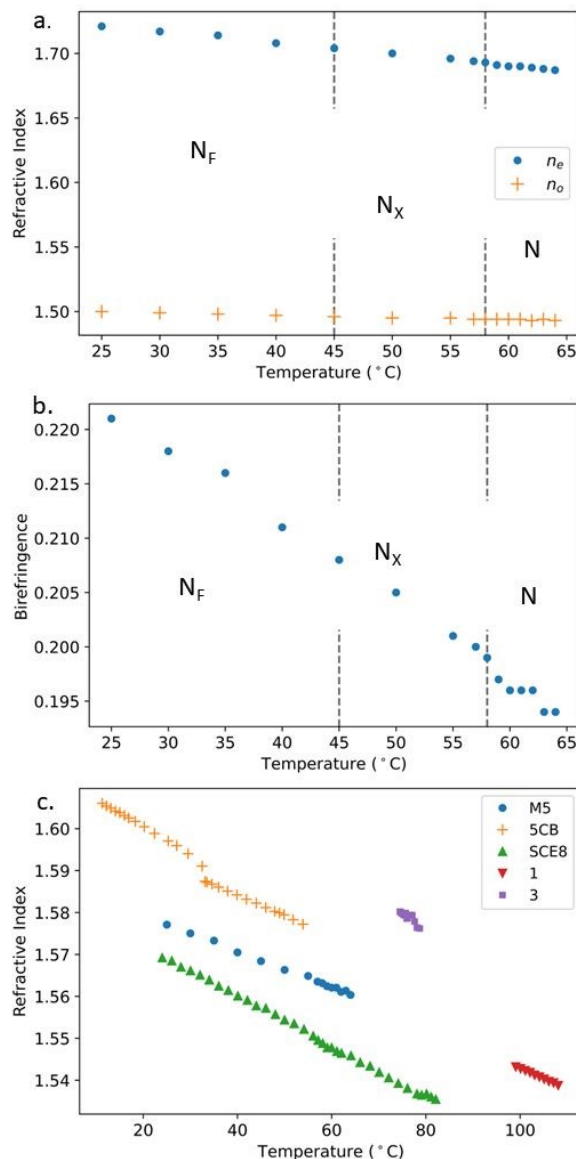 a.
Refractive Index
1.70
1.65
1.60
1.55
1.50
N_F
N_X
N
n_e
n_o
25 30 35 40 45 50 55 60 65
Temperature (°C)
b.
Birefringence
0.220
0.215
0.210
0.205
0.200
0.195
N_F
N_X
N
25 30 35 40 45 50 55 60 65
Temperature (°C)
c.
Refractive Index
1.60
1.59
1.58
1.57
1.56
1.55
1.54
M5
5CB
SCE8
1
3
20 40 60 80 100
Temperature (°C)